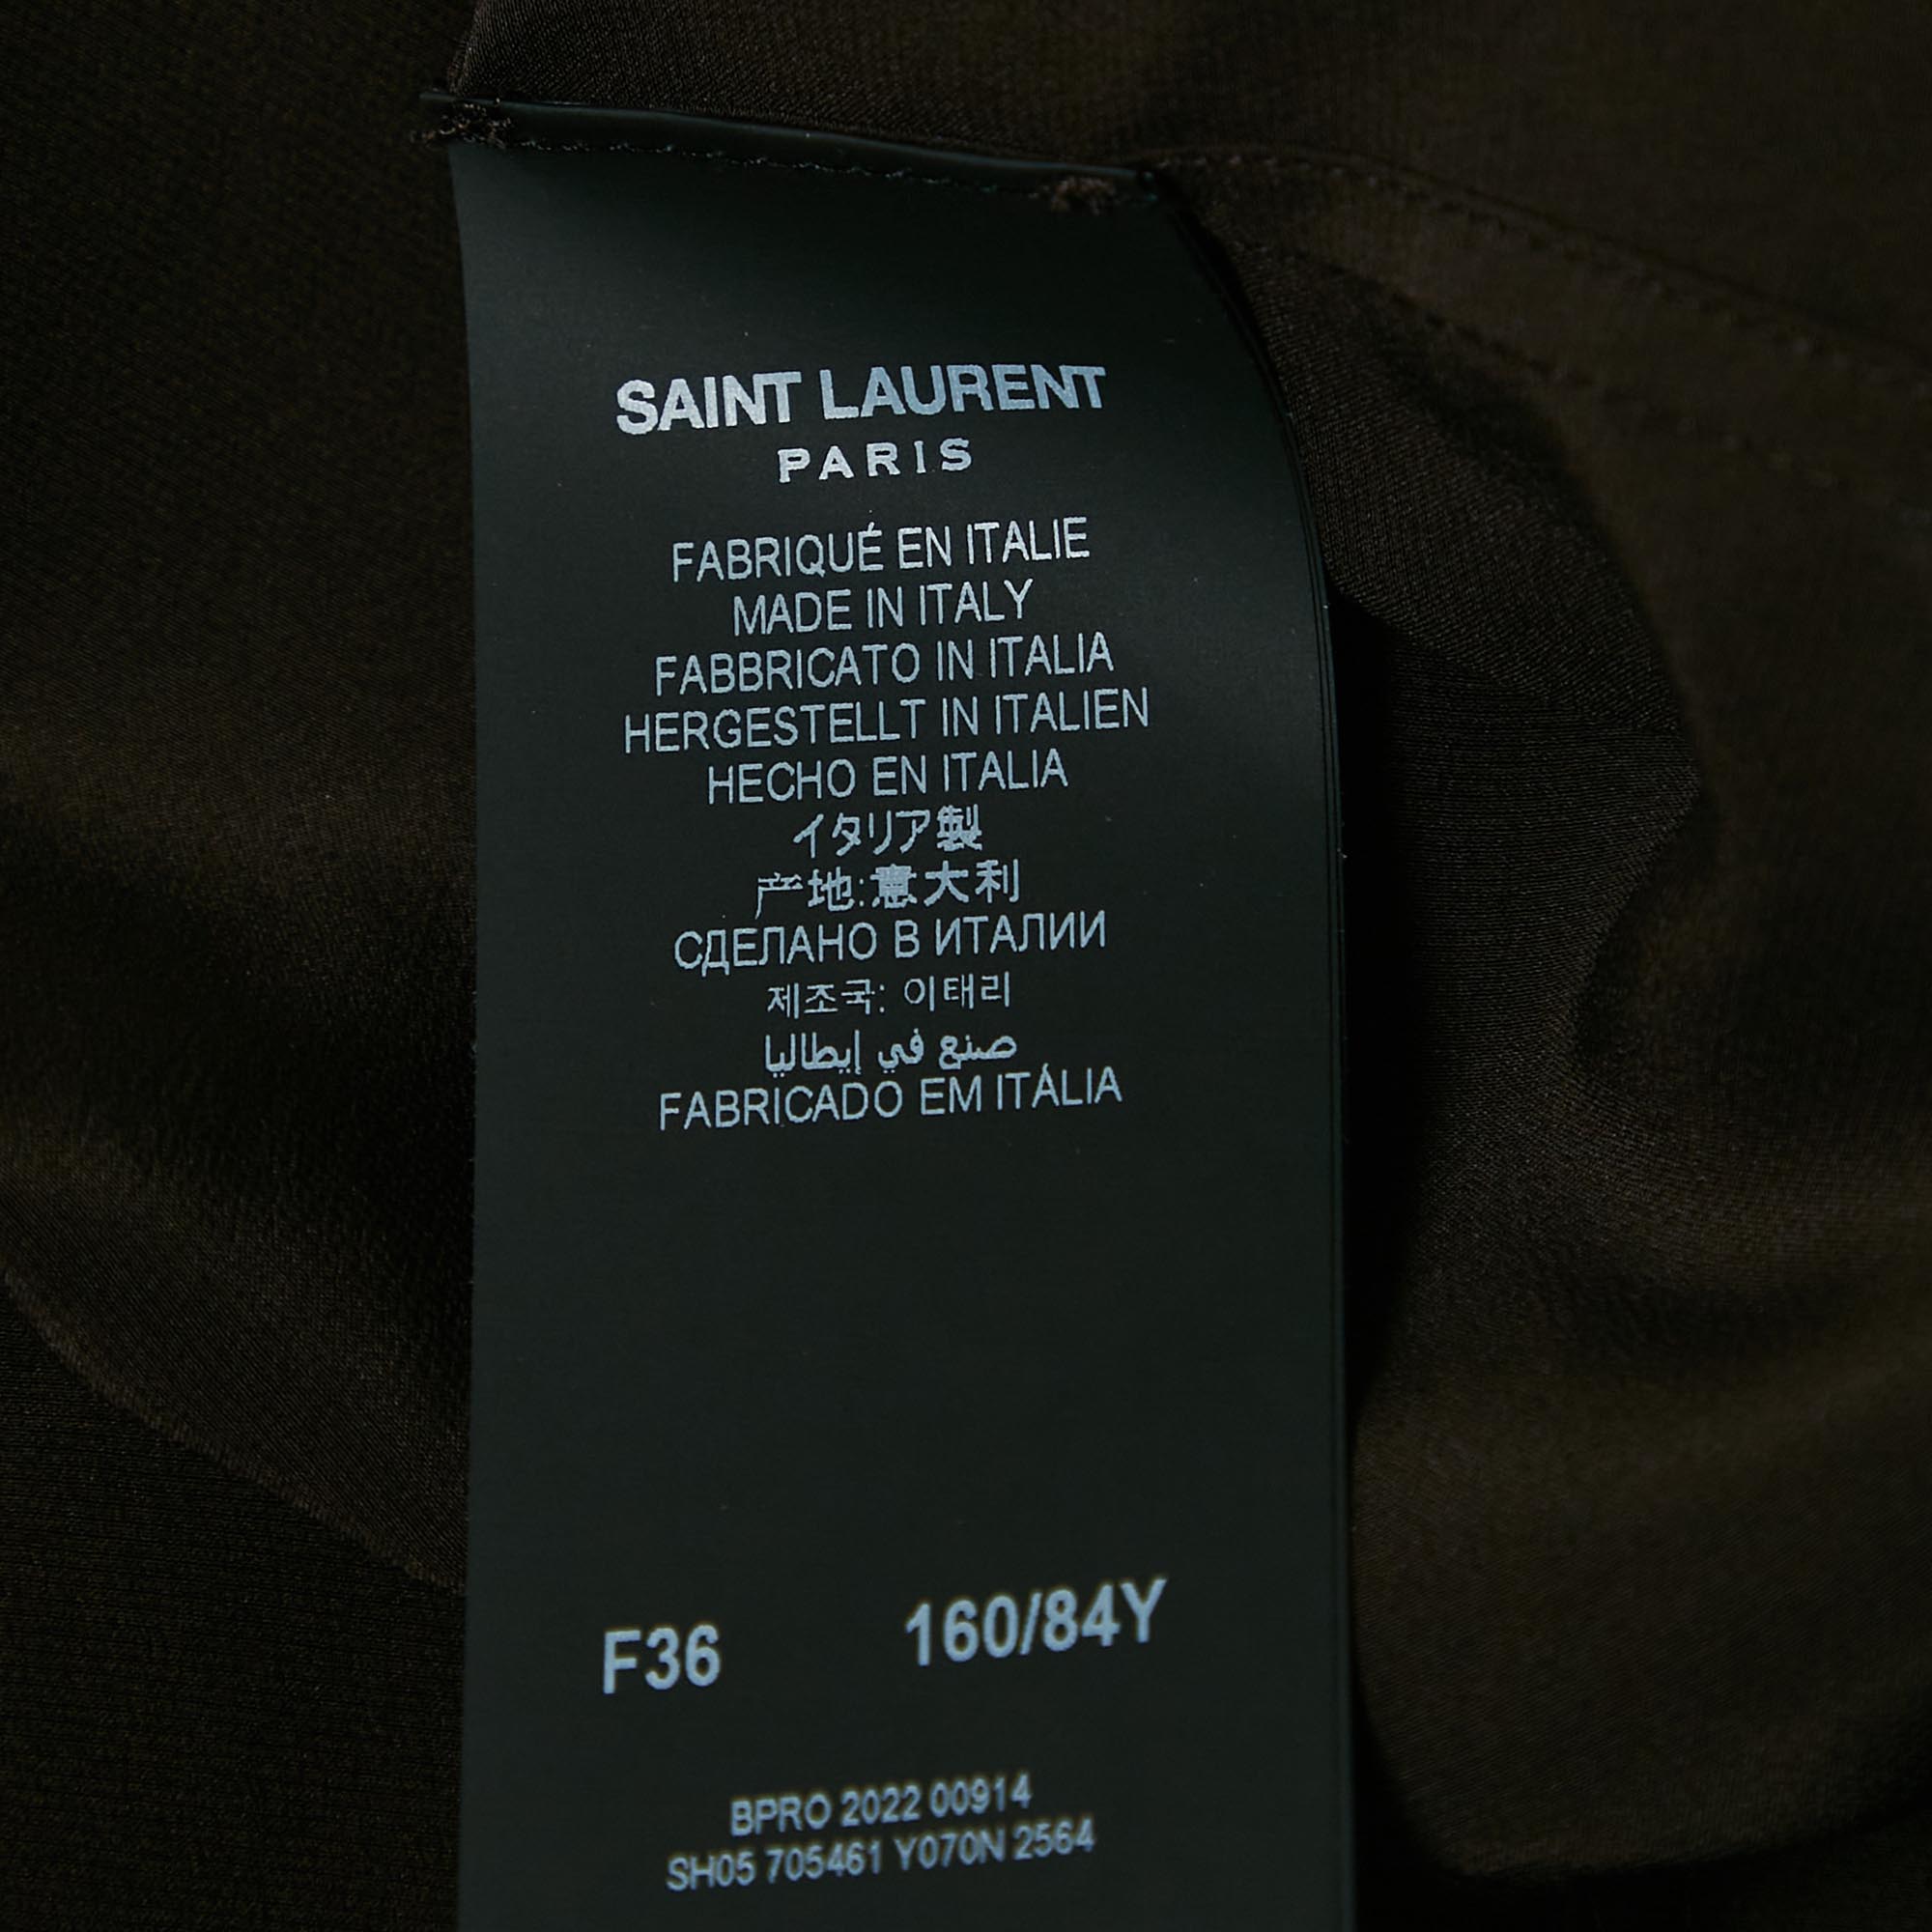 SAINT LAURENT
PARIS
FABRIQUÉ EN ITALIE
MADE IN ITALY
FABBRICATO IN ITALIA
HERGESTELLT IN ITALIEN
HECHO EN ITALIA
イタリア製
产地:意大利
СДЕЛАНО В ИТАЛИИ
제조국: 이태리
صنع في إيطاليا
FABRICADO EM ITÁLIA
F36 160/84Y
BPRO 2022 00914
SH05 705461 Y070N 2564